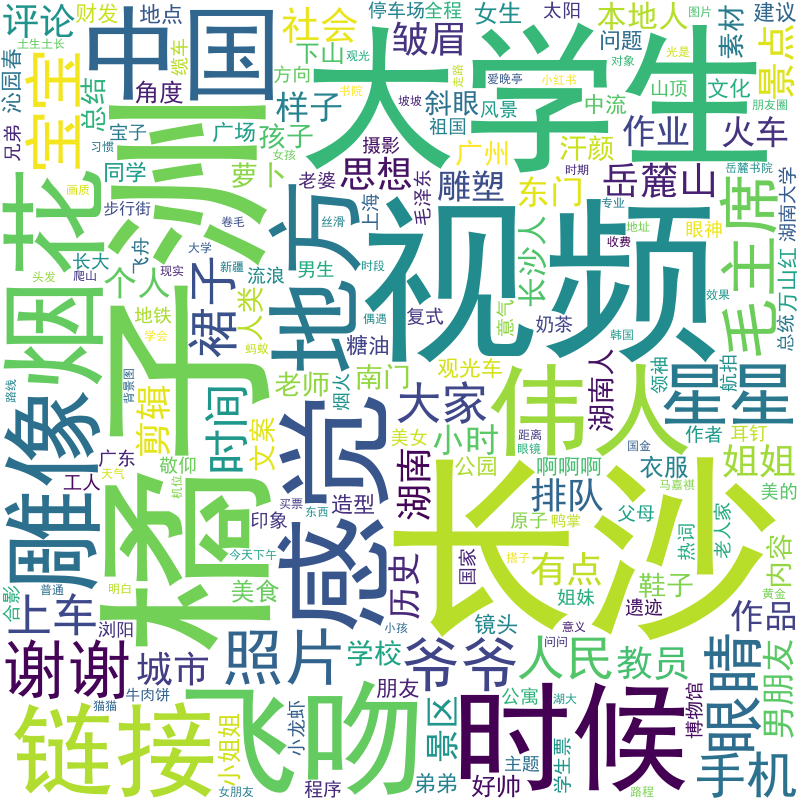 评论
财发
土生土长
地点
中国
社会
停车场
全程
女生
太阳
本地人
图片
建议
素材
景点
沁园春
总结
缆车
角度
方向
下山
皱眉
大学生
问题
对象
山顶
文化
朋友圈
兄弟
宝宝
宝子
洲
样子
广场
孩子
观光
书院
走路
斜眼
爱晚亭
风景
祖国
坡坡
小红书
中流
光是
作业
火车
习惯
同学
女孩
萝卜
老婆
摄影
思想
毛泽东
广州
雕塑
汗颜
东门
时期
岳麓山
岳麓书院
湖南大学
画质
步行街
卷毛
丝滑
上海
地方
视频
专业
地址
收费
眼神
毛主席
烟花
长大
飞舟
头发
爬山
现实
大学
新疆
个人
流浪
男生
时段
长沙人
意气
效果
总统
万山红
子
裙子
人类
偶遇
复式
奶茶
韩国
领袖
航拍
路线
背景图
地铁
剪辑
时间
糖油
烟火
老师
南门
观光车
伟人
湖南人
星星
雕像
广东
敬仰
文案
感觉
大家
小时
美女
公园
距离
眼镜
啊啊啊
国金
作者
耳钉
衣服
姐姐
工人
天气
机位
橘
印象
买票
造型
东西
湖南
长沙
原子
鸭掌
排队
父母
马嘉祺
热词
美的
老人家
合影
普通
明白
今天下午
美食
小孩
历史
国家
搭子
有点
姐妹
鞋子
遗迹
作品
黄金
内容
上车
浏阳
谢谢
牛肉饼
猫猫
城市
照片
学校
朋友
爷爷
镜头
意义
问问
人民
教员
眼睛
男朋友
链接
小姐姐
女朋友
飞吻
小龙虾
程序
弟弟
景区
公寓
湖大
好帅
时候
主题
学生票
博物馆
路程
手机